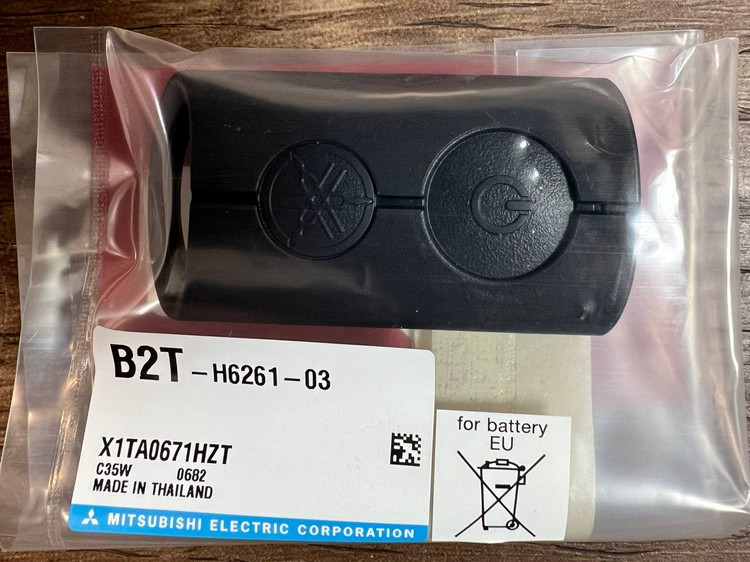 B2T-H6261-03
X1TA0671HZT
C35W 0682
MADE IN THAILAND
MITSUBISHI ELECTRIC CORPORATION
for battery
EU